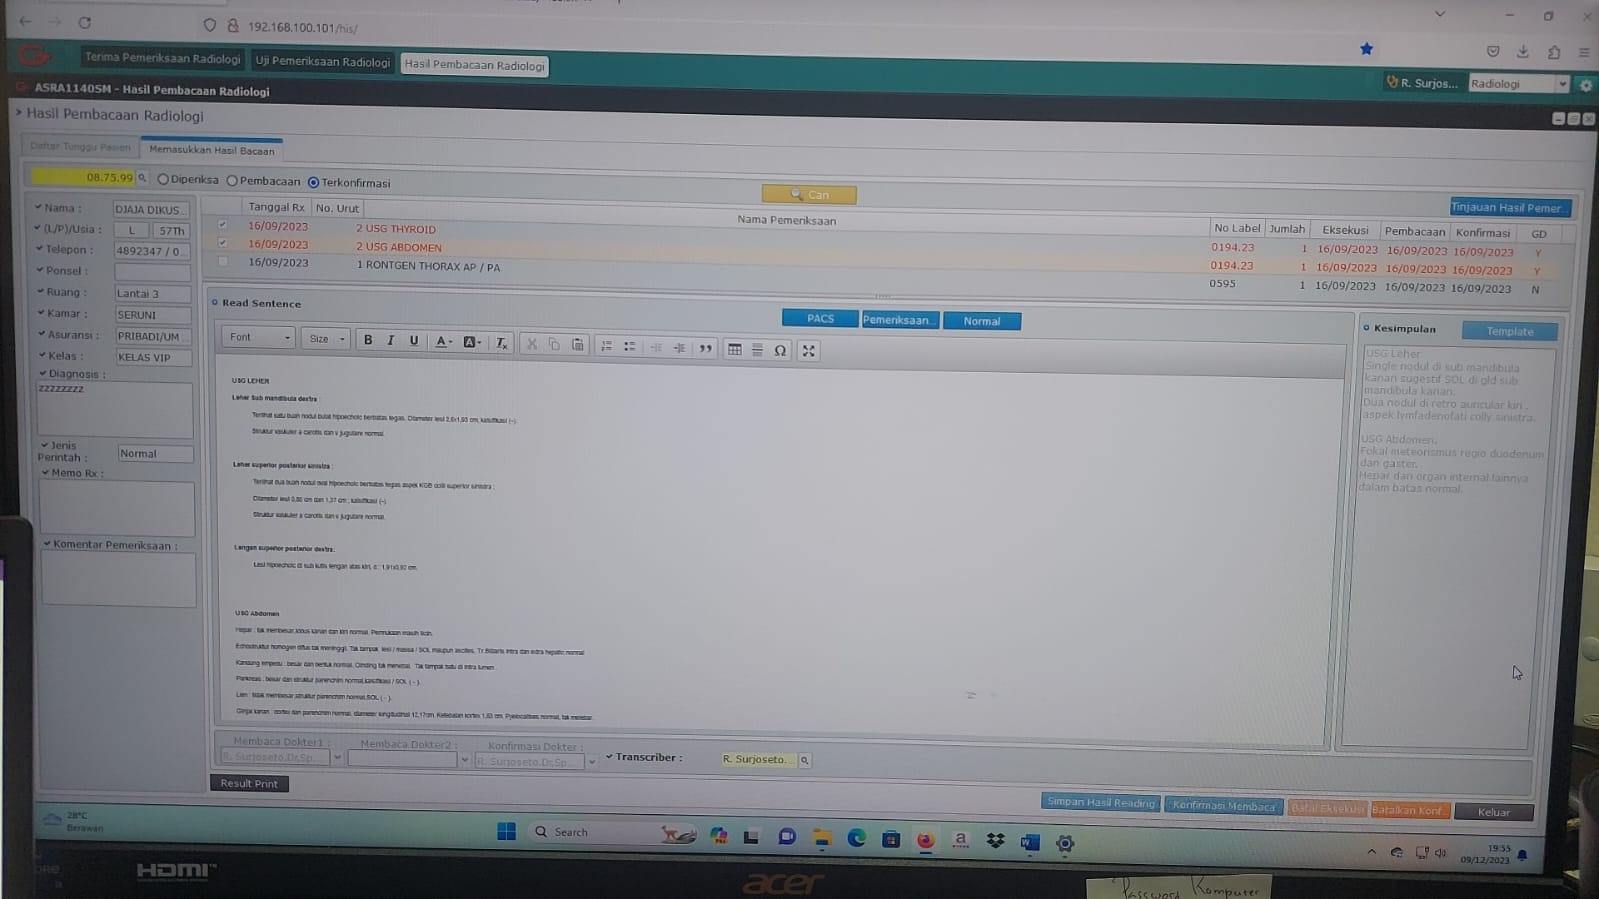 192.168.100.101/his/
Terima Pemeriksaan Radiologi
Uji Pemeriksaan Radiologi
Hasil Pembacaan Radiologi
R. Surjos...
Radiologi
ASRA1140SM - Hasil Pembacaan Radiologi
> Hasil Pembacaan Radiologi
Daftar Tunggu Pasien
Memasukkan Hasil Bacaan
08.75.99
Diperiksa
Pembacaan
Terkonfirmasi
Cari
Tinjauan Hasil Pemer...
Nama : DJAJA DIKUS...
(L/P)/Usia : L 57Th
Telepon : 4892347 / 0...
Ponsel :
Ruang : Lantai 3
Kamar : SERUNI
Asuransi : PRIBADI/UM...
Kelas : KELAS VIP
Diagnosis :
zzzzzzzz
Jenis Perintah : Normal
Memo Rx :
Komentar Pemeriksaan :
Tanggal Rx No. Urut Nama Pemeriksaan No Label Jumlah Eksekusi Pembacaan Konfirmasi GD
16/09/2023 2 USG THYROID 0194.23 1 16/09/2023 16/09/2023 16/09/2023 Y
16/09/2023 2 USG ABDOMEN 0194.23 1 16/09/2023 16/09/2023 16/09/2023 Y
16/09/2023 1 RONTGEN THORAX AP / PA 0595 1 16/09/2023 16/09/2023 16/09/2023 N
Read Sentence
PACS
Pemeriksaan...
Normal
Font
Size
B I U A A Tx
USG LEHER
Leher Sub mandibula dextra :
Terlihat satu buah nodul bulat hipoechoic berbatas tegas. Diameter lesi 2,6x1,93 cm, kalsifikasi (-)
Struktur vaskuler a carotis dan v jugulare normal.
Leher superior posterior sinistra :
Terlihat dua buah nodul oval hipoechoic berbatas tegas aspek KGB colli superior sinistra ;
Diameter lesi 0,88 cm dan 1,37 cm ; kalsifikasi (-)
Struktur vaskuler a carotis dan v jugulare normal.
Lengan superior posterior dextra.
Lesi hipoechoic di sub kutis lengan atas kiri, d : 1,91x0,92 cm.
USG Abdomen
Hepar : tak membesar,lobus kanan dan kiri normal, Permukaan masih licin.
Echostruktur homogen difus tak meninggi. Tak tampak lesi / massa / SOL maupun ascites. Tr.Biliaris intra dan extra hepatic normal
Kandung empedu : besar dan bentuk normal, Dinding tak menebal . Tak tampak batu di intra lumen .
Pankreas : besar dan struktur parenchim normal,kalsifikasi / SOL ( - ).
Lien : tidak membesar,struktur parenchim normal,SOL ( - ).
Ginjal kanan : cortex dan parenchim normal, diameter longitudinal 12,17cm. Ketebalan kortex 1,63 cm. Pyelocalices normal, tak melebar.
Kesimpulan
Template
USG Leher
Single nodul di sub mandibula
kanan sugestif SOL di gld sub
mandibula kanan.
Dua nodul di retro auricular kiri .
aspek lymfadenofati colly sinistra.
USG Abdomen.
Fokal meteorismus regio duodenum
dan gaster.
Hepar dan organ internal lainnya
dalam batas normal.
Membaca Dokter1 :
R. Surjoseto.Dr,Sp...
Membaca Dokter2 :
Konfirmasi Dokter :
R. Surjoseto.Dr,Sp...
Transcriber :
R. Surjoseto...
Result Print
Simpan Hasil Reading
Konfirmasi Membaca
Batal Eksekusi
Batalkan Konf...
Keluar
28°C
Berawan
Search
19:55
09/12/2023
HDMI
acer
Password Komputer